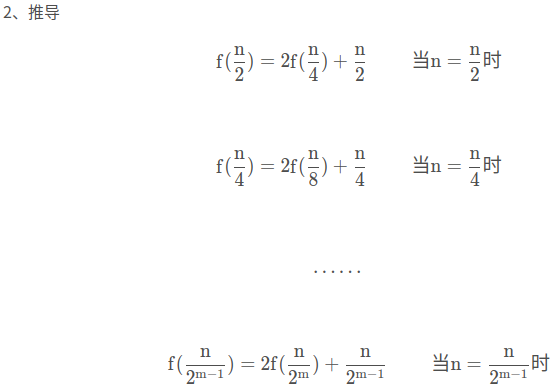 2、推导
f(n/2) = 2f(n/4) + n/2 当n = n/2时
f(n/4) = 2f(n/8) + n/4 当n = n/4时
······
f(n/2^(m−1)) = 2f(n/2^m) + n/2^(m−1) 当n = n/2^(m−1)时